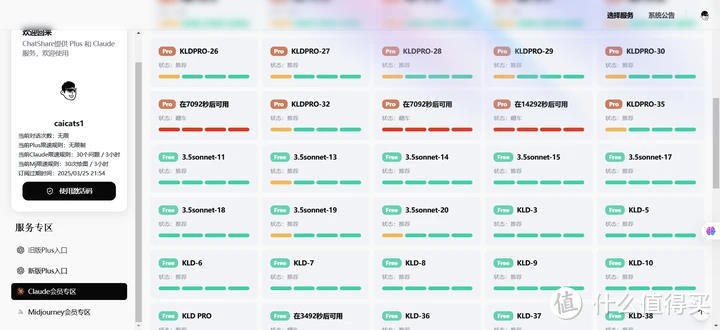 选择服务 系统公告
欢迎回来
ChatShare提供 Plus 和 Claude
服务，欢迎使用
caicats1
当前对话次数：无限
当前Plus限速规则：无限制
当前Claude限速规则：30个问题 / 3小时
当前Mj限速规则：30次绘图 / 3小时
订阅过期时间：2025/03/25 21:54
使用激活码
服务专区
旧版Plus入口
新版Plus入口
Claude会员专区
Midjourney会员专区
Pro KLDPRO-26 Pro KLDPRO-27 Pro KLDPRO-28 Pro KLDPRO-29 Pro KLDPRO-30
状态：推荐 状态：推荐 状态：推荐 状态：推荐 状态：推荐
Pro 在7092秒后可用 Pro KLDPRO-32 Pro 在7092秒后可用 Pro 在14292秒后可用 Pro KLDPRO-35
状态：翻车 状态：推荐 状态：翻车 状态：翻车 状态：推荐
Free 3.5sonnet-11 Free 3.5sonnet-13 Free 3.5sonnet-14 Free 3.5sonnet-15 Free 3.5sonnet-17
状态：推荐 状态：推荐 状态：推荐 状态：推荐 状态：推荐
Free 3.5sonnet-18 Free 3.5sonnet-19 Free 3.5sonnet-20 Free KLD-3 Free KLD-5
状态：推荐 状态：推荐 状态：推荐 状态：推荐 状态：推荐
Free KLD-6 Free KLD-7 Free KLD-8 Free KLD-9 Free KLD-10
状态：推荐 状态：推荐 状态：推荐 状态：推荐 状态：推荐
Free KLD PRO Free 在3492秒后可用 Free KLD-36 Free KLD-37 Free KLD-38
值 什么值得买